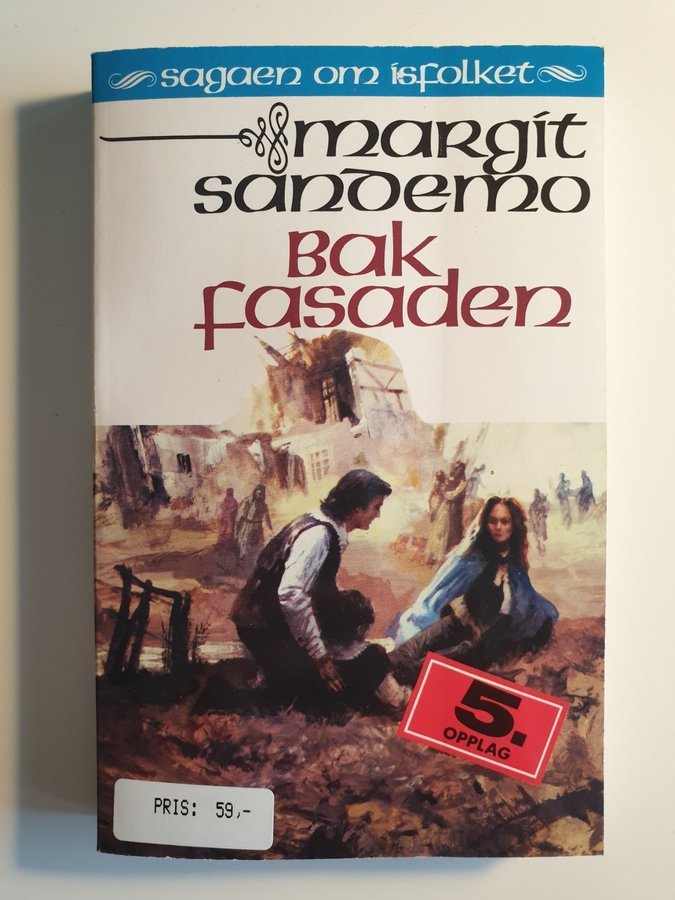 sagaen om isfolket
margit
sandemo
Bak
fasaden
5.
OPPLAG
PRIS: 59,-